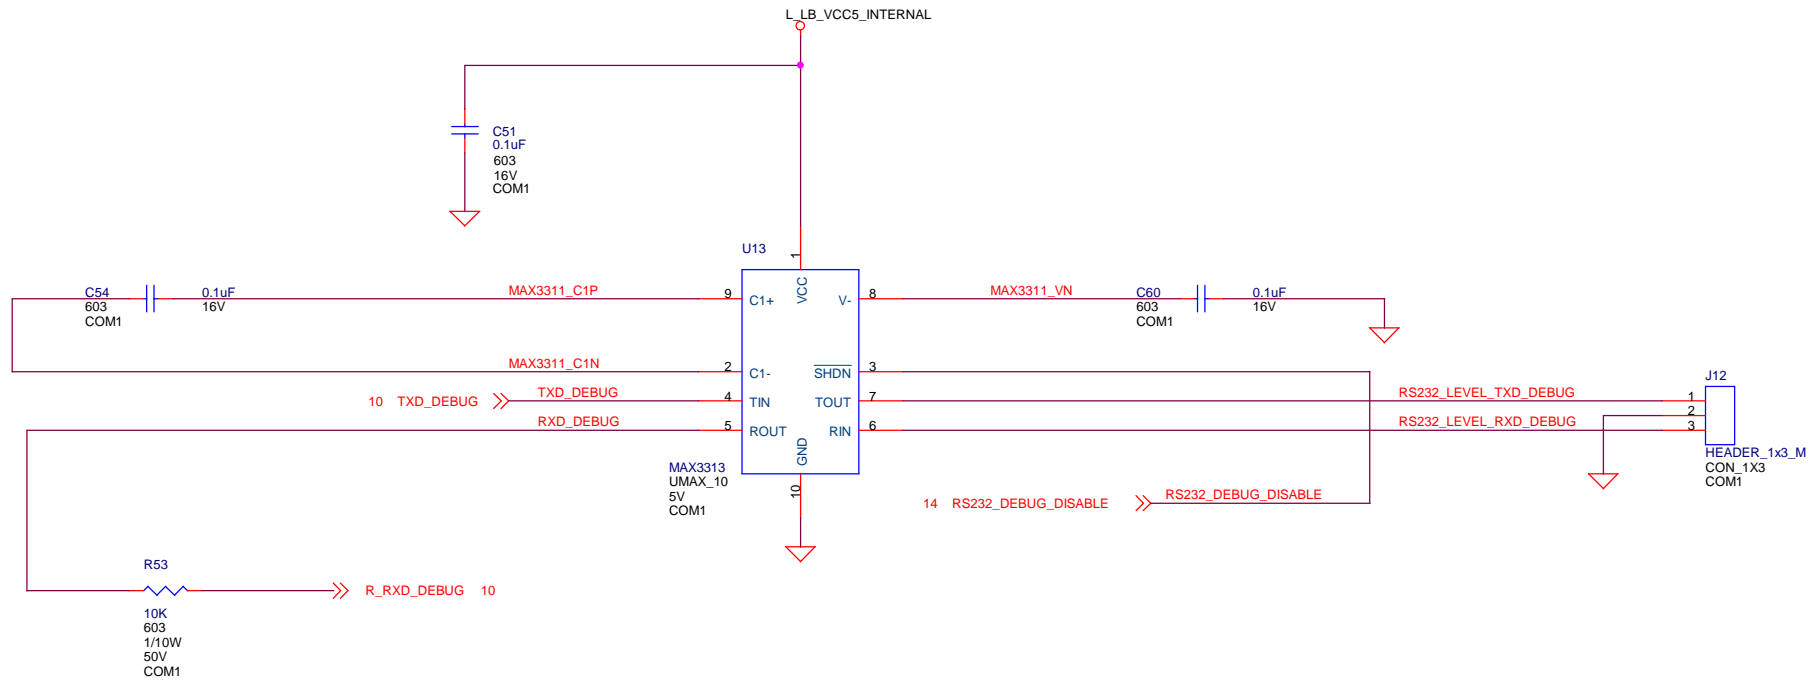 L_LB_VCC5_INTERNAL
C51
0.1uF
603
16V
COM1
U13
1
VCC
C54
603
COM1
0.1uF
16V
MAX3311_C1P
9
C1+
V-
8
MAX3311_VN
C60
603
COM1
0.1uF
16V
MAX3311_C1N
2
C1-
SHDN
3
10 TXD_DEBUG
TXD_DEBUG
4
TIN
TOUT
7
RS232_LEVEL_TXD_DEBUG
RXD_DEBUG
5
ROUT
RIN
6
RS232_LEVEL_RXD_DEBUG
GND
10
J12
1
2
3
HEADER_1x3_M
CON_1X3
COM1
MAX3313
UMAX_10
5V
COM1
14 RS232_DEBUG_DISABLE
RS232_DEBUG_DISABLE
R53
R_RXD_DEBUG 10
10K
603
1/10W
50V
COM1